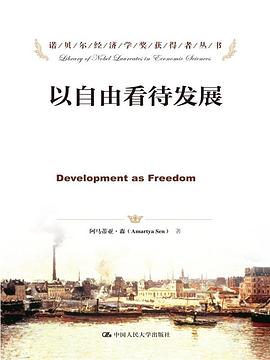 诺/贝/尔/经/济/学/奖/获/得/者/丛/书
Library of Nobel Laureates in Economic Sciences
以自由看待发展
Development as Freedom
阿马蒂亚·森（Amartya Sen） 著
中国人民大学出版社